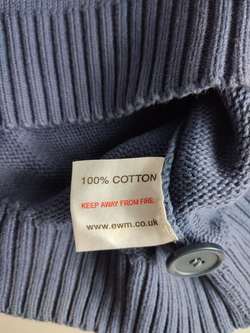 100% COTTON
KEEP AWAY FROM FIRE
www.ewm.co.uk